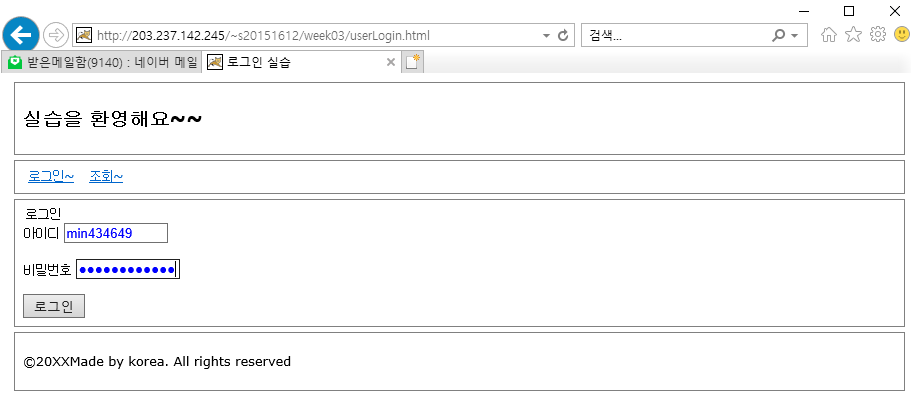 http://203.237.142.245/~s20151612/week03/userLogin.html
검색...
받은메일함(9140) : 네이버 메일
로그인 실습
실습을 환영해요~~
로그인~ 조회~
로그인
아이디 min434649
비밀번호 ●●●●●●●●●●●●
로그인
©20XXMade by korea. All rights reserved